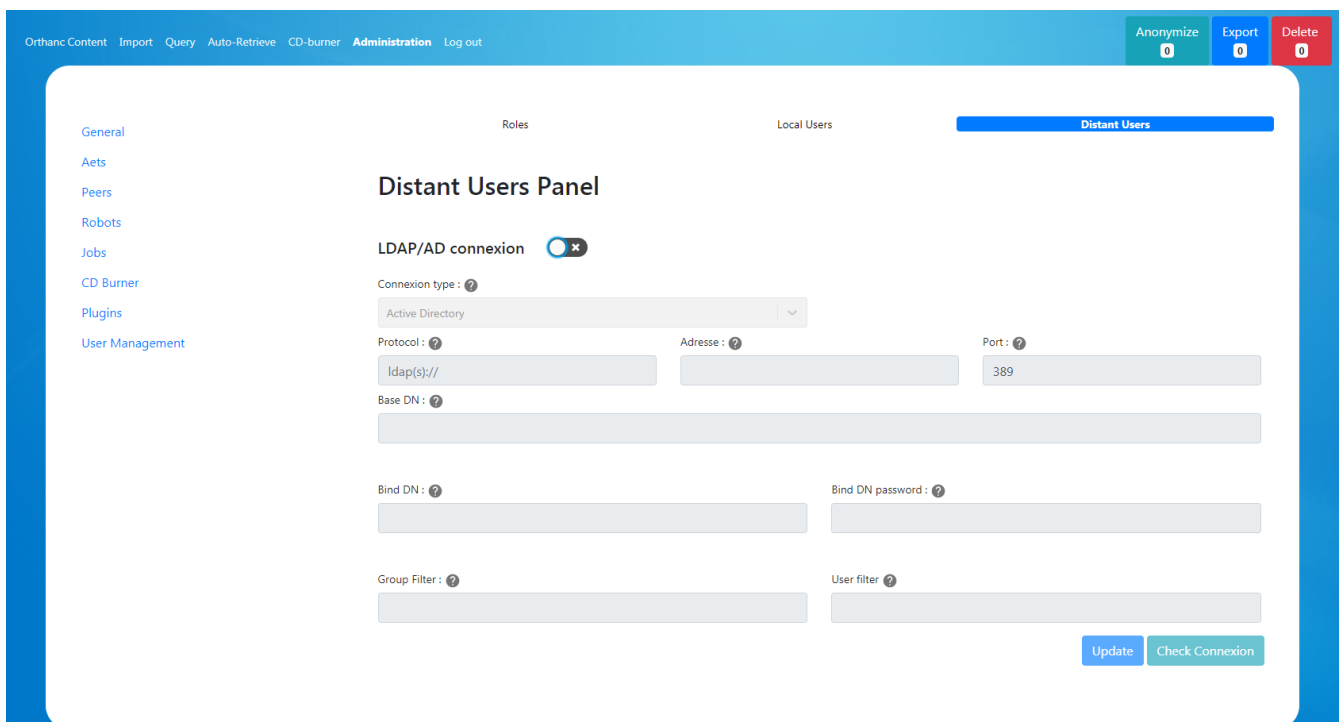 Orthanc Content Import Query Auto-Retrieve CD-burner Administration Log out
Anonymize
0
Export
0
Delete
0
General
Aets
Peers
Robots
Jobs
CD Burner
Plugins
User Management
Roles Local Users Distant Users
Distant Users Panel
LDAP/AD connexion
Connexion type :
Active Directory
Protocol : Adresse : Port :
ldap(s):// 389
Base DN :
Bind DN : Bind DN password :
Group Filter : User filter
Update Check Connexion